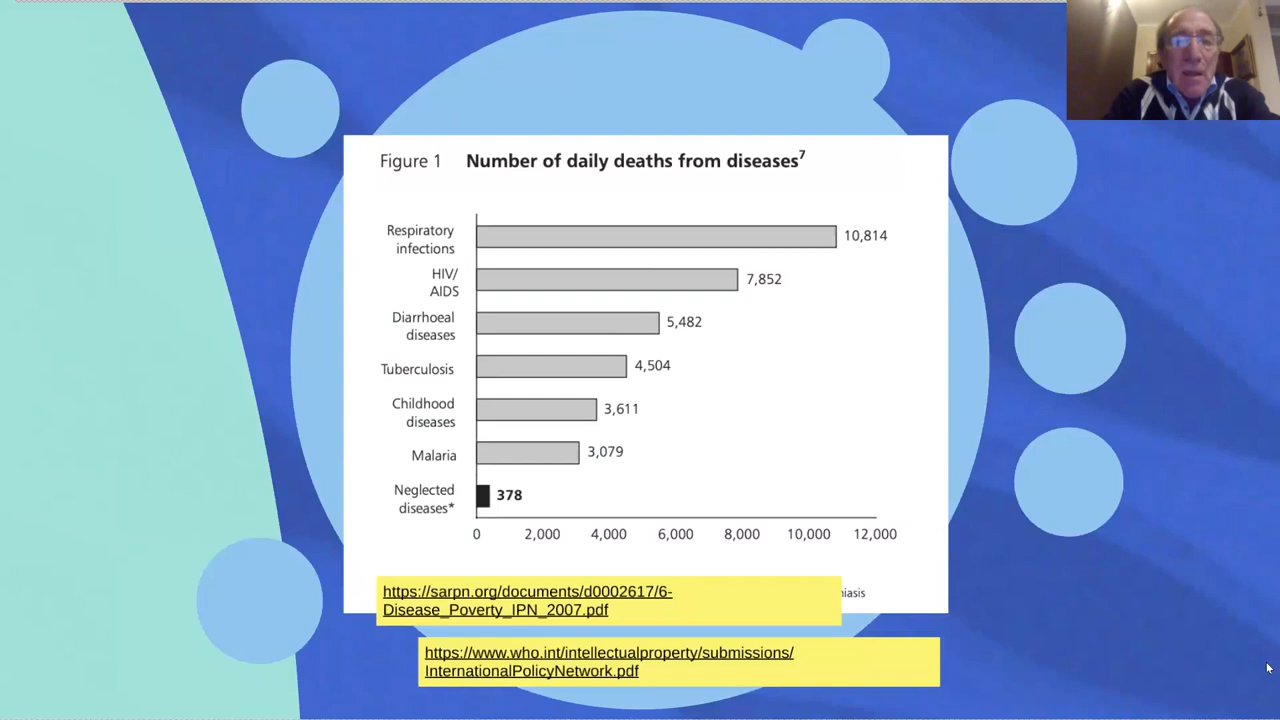 Figure 1 Number of daily deaths from diseases7
Respiratory
infections
10,814
HIV/
AIDS
7,852
Diarrhoeal
diseases
5,482
Tuberculosis
4,504
Childhood
diseases
3,611
Malaria
3,079
Neglected
diseases*
378
0 2,000 4,000 6,000 8,000 10,000 12,000
https://sarpn.org/documents/d0002617/6-
Disease_Poverty_IPN_2007.pdf
https://www.who.int/intellectualproperty/submissions/
InternationalPolicyNetwork.pdf